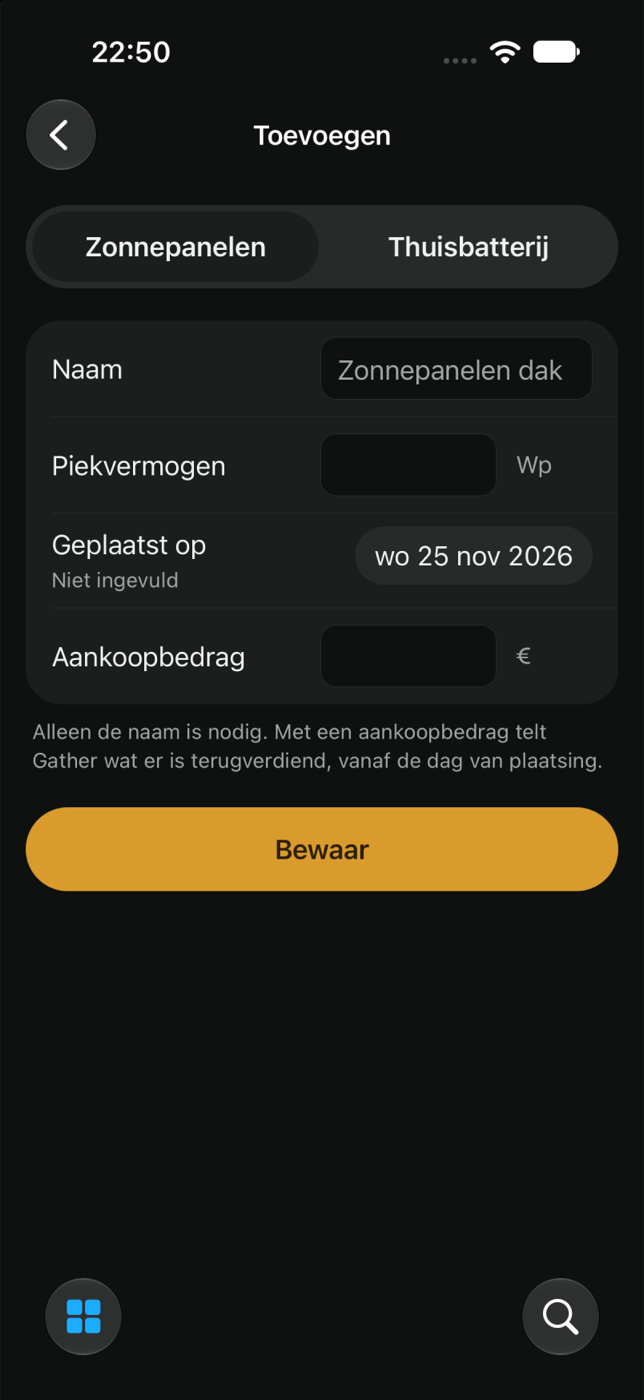 22:50
Toevoegen
Zonnepanelen
Thuisbatterij
Naam
Zonnepanelen dak
Piekvermogen
Wp
Geplaatst op
Niet ingevuld
wo 25 nov 2026
Aankoopbedrag
€
Alleen de naam is nodig. Met een aankoopbedrag telt
Gather wat er is terugverdiend, vanaf de dag van plaatsing.
Bewaar